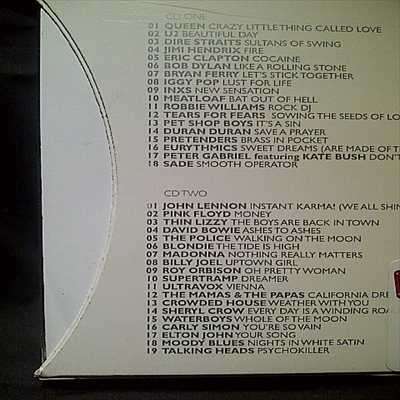 CD ONE
01 QUEEN CRAZY LITTLE THING CALLED LOVE
02 U2 BEAUTIFUL DAY
03 DIRE STRAITS SULTANS OF SWING
04 JIMI HENDRIX FIRE
05 ERIC CLAPTON COCAINE
06 BOB DYLAN LIKE A ROLLING STONE
07 BRYAN FERRY LET'S STICK TOGETHER
08 IGGY POP LUST FOR LIFE
09 INXS NEW SENSATION
10 MEATLOAF BAT OUT OF HELL
11 ROBBIE WILLIAMS ROCK DJ
12 TEARS FOR FEARS SOWING THE SEEDS OF LO
13 PET SHOP BOYS IT'S A SIN
14 DURAN DURAN SAVE A PRAYER
15 PRETENDERS BRASS IN POCKET
16 EURYTHMICS SWEET DREAMS (ARE MADE OF T
17 PETER GABRIEL featuring KATE BUSH DON'T
18 SADE SMOOTH OPERATOR
CD TWO
01 JOHN LENNON INSTANT KARMA! (WE ALL SHIN
02 PINK FLOYD MONEY
03 THIN LIZZY THE BOYS ARE BACK IN TOWN
04 DAVID BOWIE ASHES TO ASHES
05 THE POLICE WALKING ON THE MOON
06 BLONDIE THE TIDE IS HIGH
07 MADONNA NOTHING REALLY MATTERS
08 BILLY JOEL UPTOWN GIRL
09 ROY ORBISON OH PRETTY WOMAN
10 SUPERTRAMP DREAMER
11 ULTRAVOX VIENNA
12 THE MAMAS & THE PAPAS CALIFORNIA DRE
13 CROWDED HOUSE WEATHER WITH YOU
14 SHERYL CROW EVERY DAY IS A WINDING ROA
15 WATERBOYS WHOLE OF THE MOON
16 CARLY SIMON YOU'RE SO VAIN
17 ELTON JOHN YOUR SONG
18 MOODY BLUES NIGHTS IN WHITE SATIN
19 TALKING HEADS PSYCHOKILLER